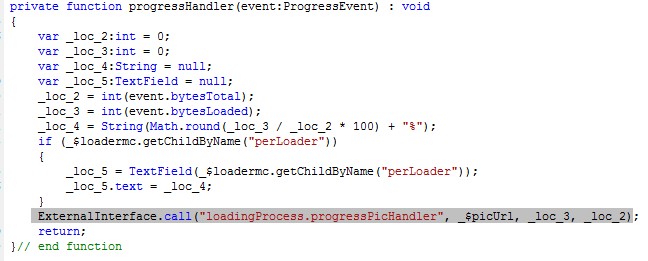 private function progressHandler(event:ProgressEvent) : void
{
    var _loc_2:int = 0;
    var _loc_3:int = 0;
    var _loc_4:String = null;
    var _loc_5:TextField = null;
    _loc_2 = int(event.bytesTotal);
    _loc_3 = int(event.bytesLoaded);
    _loc_4 = String(Math.round(_loc_3 / _loc_2 * 100) + "%");
    if (_$loadermc.getChildByName("perLoader"))
    {
        _loc_5 = TextField(_$loadermc.getChildByName("perLoader"));
        _loc_5.text = _loc_4;
    }
    ExternalInterface.call("loadingProcess.progressPicHandler", _$picUrl, _loc_3, _loc_2);
    return;
}// end function